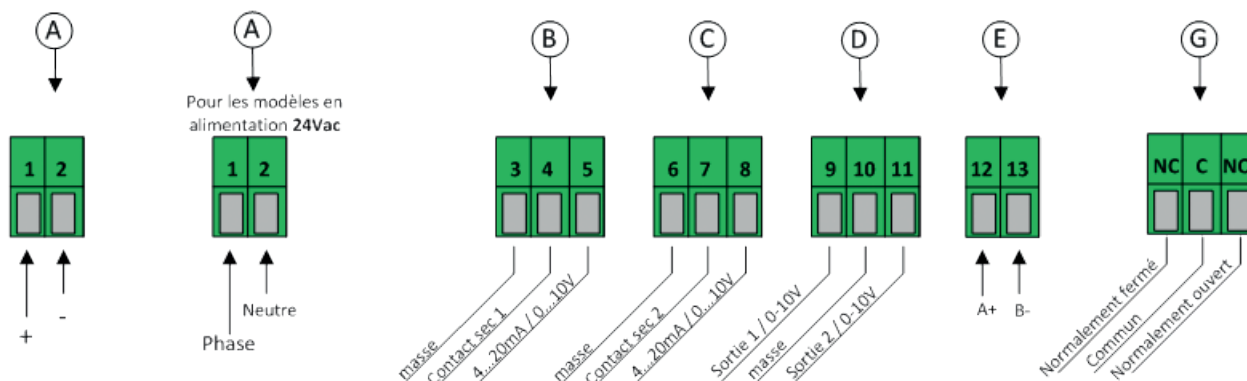 A
A
B
C
D
E
G
Pour les modèles en
alimentation 24Vac
1 2
1 2
3 4 5
6 7 8
9 10 11
12 13
NC C NO
+
-
Phase
Neutre
masse
Contact sec 1
4...20mA / 0...10V
masse
Contact sec 2
4...20mA / 0...10V
Sortie 1 / 0-10V
masse
Sortie 2 / 0-10V
A+ B-
Normalement fermé
Commun
Normalement ouvert